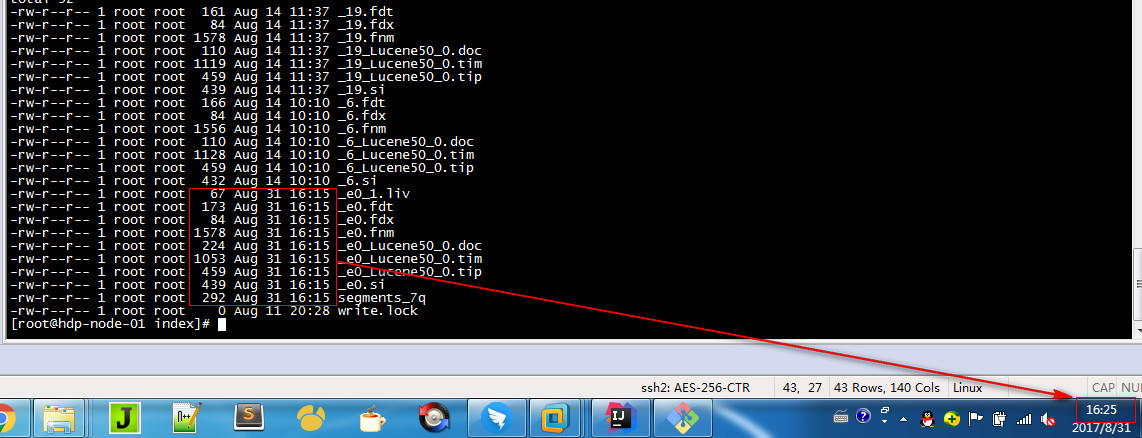 -rw-r--r-- 1 root root  161 Aug 14 11:37 _19.fdt
-rw-r--r-- 1 root root   84 Aug 14 11:37 _19.fdx
-rw-r--r-- 1 root root 1578 Aug 14 11:37 _19.fnm
-rw-r--r-- 1 root root  110 Aug 14 11:37 _19_Lucene50_0.doc
-rw-r--r-- 1 root root 1119 Aug 14 11:37 _19_Lucene50_0.tim
-rw-r--r-- 1 root root  459 Aug 14 11:37 _19_Lucene50_0.tip
-rw-r--r-- 1 root root  439 Aug 14 11:37 _19.si
-rw-r--r-- 1 root root  166 Aug 14 10:10 _6.fdt
-rw-r--r-- 1 root root   84 Aug 14 10:10 _6.fdx
-rw-r--r-- 1 root root 1556 Aug 14 10:10 _6.fnm
-rw-r--r-- 1 root root  110 Aug 14 10:10 _6_Lucene50_0.doc
-rw-r--r-- 1 root root 1128 Aug 14 10:10 _6_Lucene50_0.tim
-rw-r--r-- 1 root root  459 Aug 14 10:10 _6_Lucene50_0.tip
-rw-r--r-- 1 root root  432 Aug 14 10:10 _6.si
-rw-r--r-- 1 root root   67 Aug 31 16:15 _e0_1.liv
-rw-r--r-- 1 root root  173 Aug 31 16:15 _e0.fdt
-rw-r--r-- 1 root root   84 Aug 31 16:15 _e0.fdx
-rw-r--r-- 1 root root 1578 Aug 31 16:15 _e0.fnm
-rw-r--r-- 1 root root  224 Aug 31 16:15 _e0_Lucene50_0.doc
-rw-r--r-- 1 root root 1053 Aug 31 16:15 _e0_Lucene50_0.tim
-rw-r--r-- 1 root root  459 Aug 31 16:15 _e0_Lucene50_0.tip
-rw-r--r-- 1 root root  439 Aug 31 16:15 _e0.si
-rw-r--r-- 1 root root  292 Aug 31 16:15 segments_7q
-rw-r--r-- 1 root root    0 Aug 11 20:28 write.lock
[root@hdp-node-01 index]#
ssh2: AES-256-CTR 43, 27 43 Rows, 140 Cols Linux CAP NU
J S IJ
16:25
2017/8/31